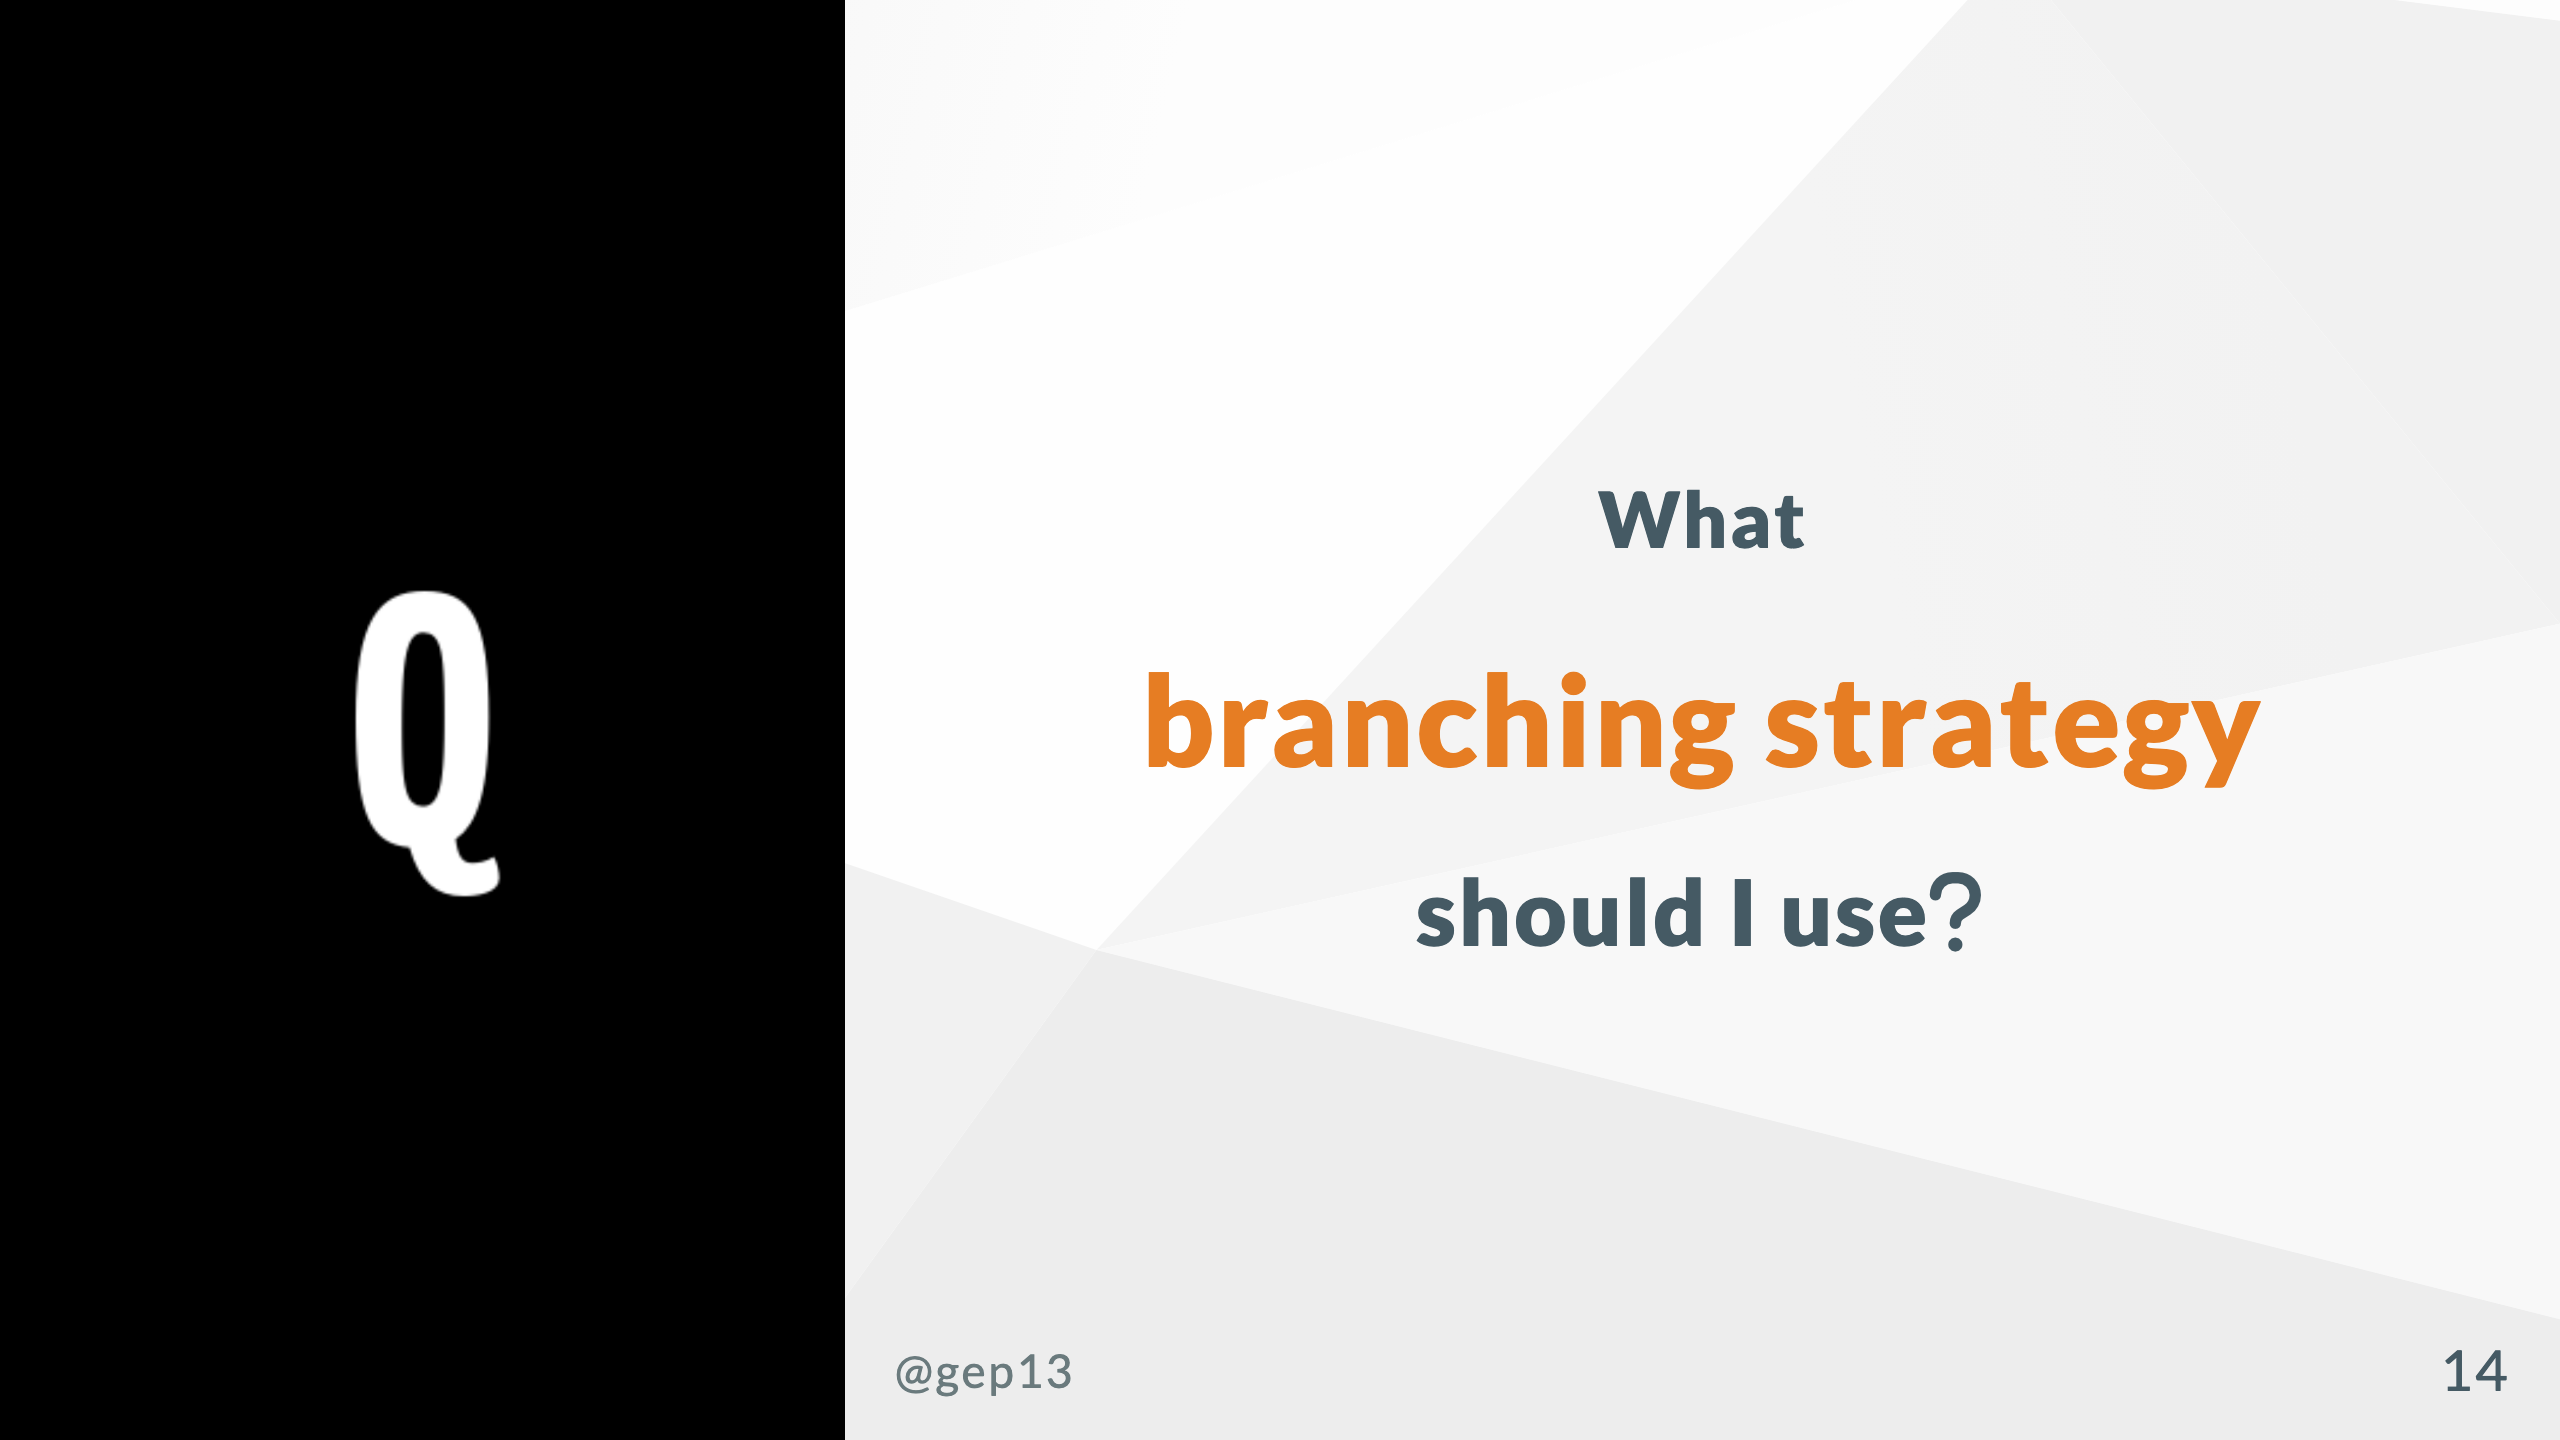 Q
What
branching strategy
should I use?
@gep13
14